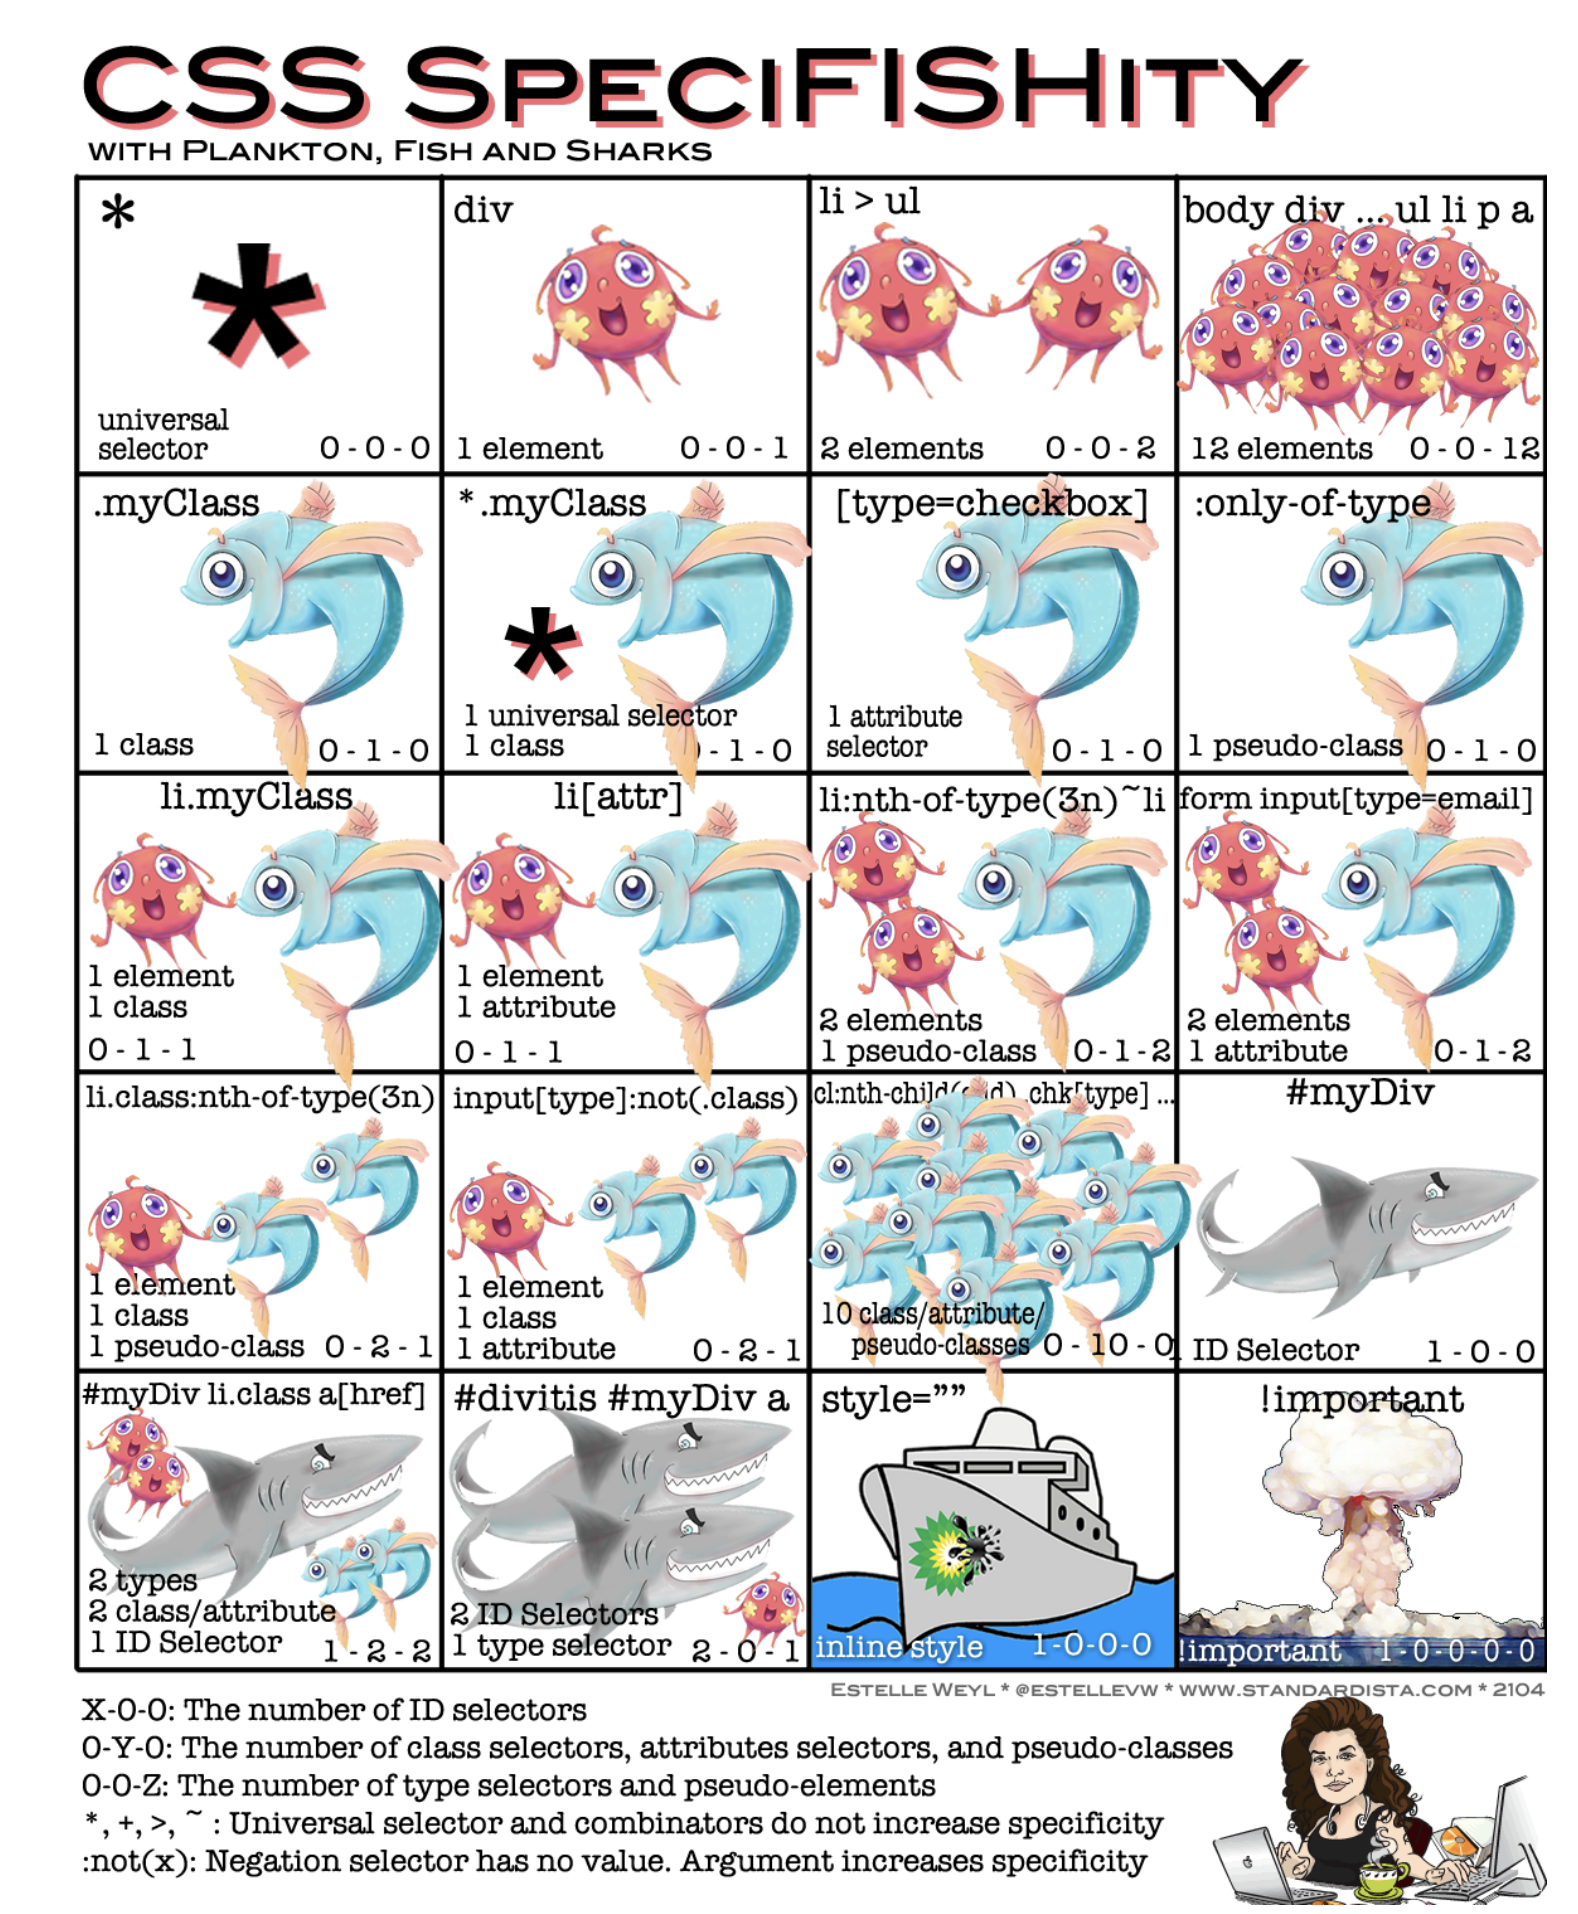 CSS SpeciFISHity
with Plankton, Fish and Sharks
*
*
universal
selector 0-0-0
div
1 element 0-0-1
li > ul
2 elements 0-0-2
body div ... ul li p a
12 elements 0-0-12
.myClass
1 class 0-1-0
*.myClass
*
1 universal selector
1 class -1-0
[type=checkbox]
1 attribute
selector 0-1-0
:only-of-type
1 pseudo-class 0-1-0
li.myClass
1 element
1 class
0-1-1
li[attr]
1 element
1 attribute
0-1-1
li:nth-of-type(3n)~li
2 elements
1 pseudo-class 0-1-2
form input[type=email]
2 elements
1 attribute 0-1-2
li.class:nth-of-type(3n)
1 element
1 class
1 pseudo-class 0-2-1
input[type]:not(.class)
1 element
1 class
1 attribute 0-2-1
.chk[type] ...
10 class/attribute/
pseudo-classes 0-10-0
#myDiv
ID Selector 1-0-0
#myDiv li.class a[href]
2 types
2 class/attribute
1 ID Selector 1-2-2
#divitis #myDiv a
2 ID Selectors
1 type selector 2-0-1
style=””
inline style 1-0-0-0
!important
!important 1-0-0-0-0
Estelle Weyl * @estellevw * www.standardista.com * 2104
X-0-0: The number of ID selectors
0-Y-0: The number of class selectors, attributes selectors, and pseudo-classes
0-0-Z: The number of type selectors and pseudo-elements
*, +, >, ~ : Universal selector and combinators do not increase specificity
:not(x): Negation selector has no value. Argument increases specificity